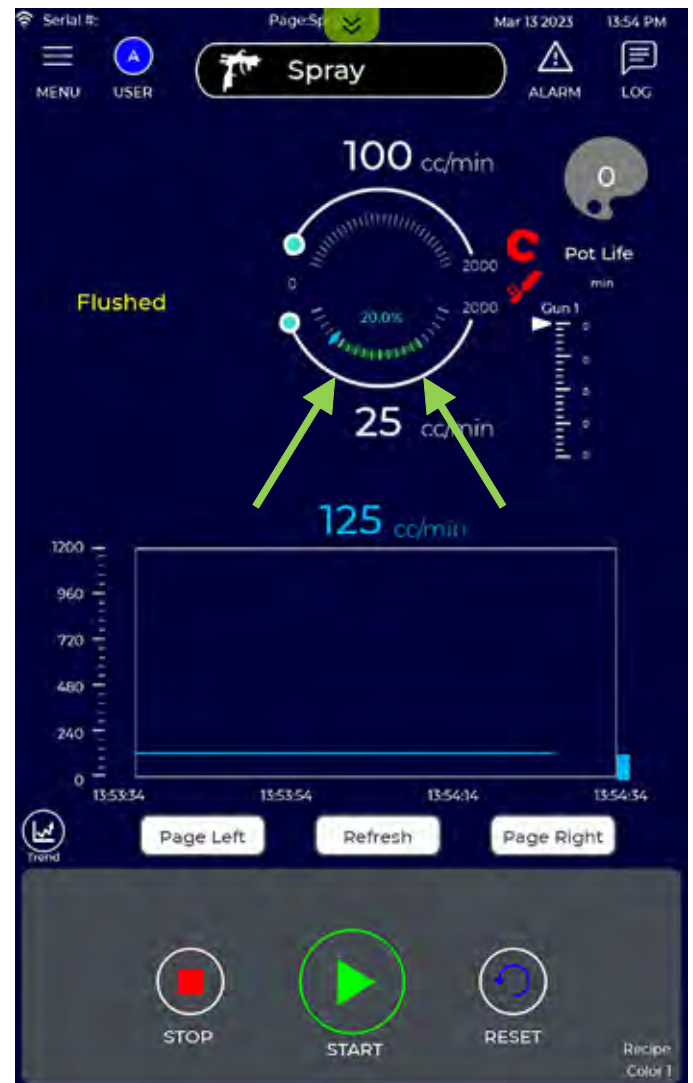 Serial #: Page:Sp Mar 13 2023 13:54 PM
A
MENU USER Spray ALARM LOG
100 cc/min
0
2000
Pot Life
0
min
Flushed
20.0%
2000
Gun 1
0
0
0
0
0
25 cc/min
125 cc/min
1200
960
720
480
240
0
13:53:34 13:53:54 13:54:14 13:54:34
Trend
Page Left Refresh Page Right
STOP START RESET
Recipe
Color 1